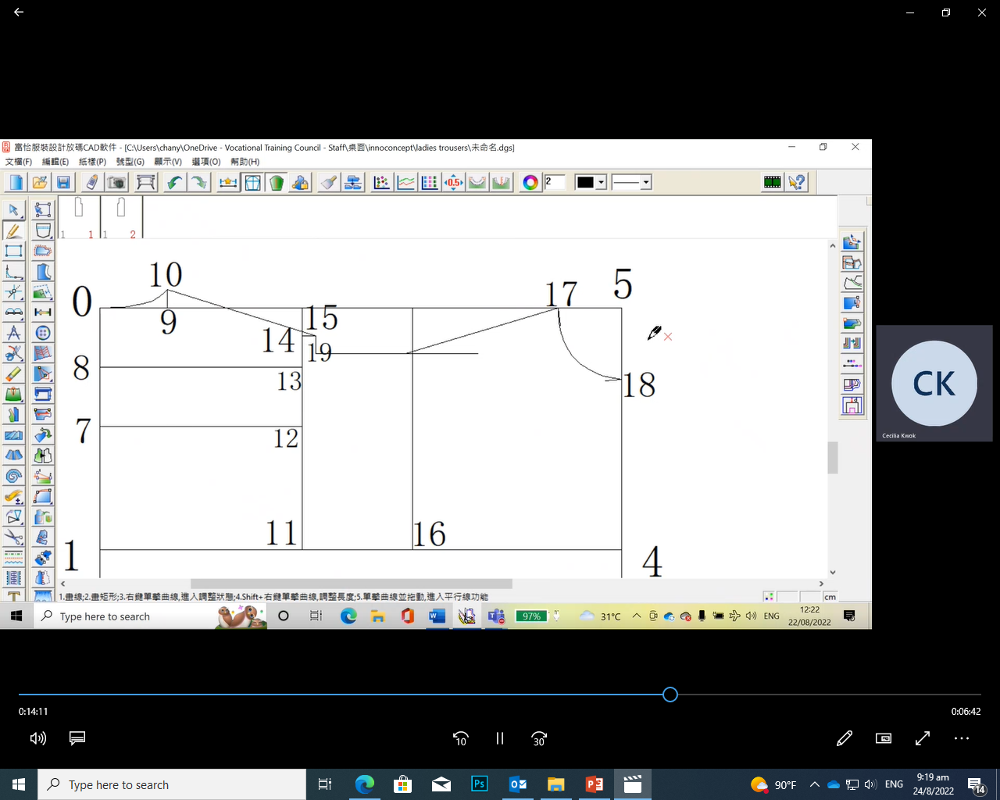 富怡服裝設計放碼CAD軟件 - [C:\Users\chany\OneDrive - Vocational Training Council - Staff\桌面\innoconcept\ladies trousers\未命名.dgs]
文檔(F) 編輯(E) 紙樣(P) 號型(G) 顯示(V) 選項(O) 幫助(H)
0.5
2
1 1 1 2
10
5
17
0
15
9
14
19
8
13
18
7
12
11
16
1
4
CK
Cecilia Kwok
1.畫線;2.畫矩形;3.右鍵單擊曲線,進入調整狀態;4.Shift+右鍵單擊曲線,調整長度;5.單擊曲線並拖動,進入平行線功能
cm
Type here to search
97%
31°C
ENG
12:22
22/08/2022
0:14:11
0:06:42
10
30
Type here to search
Ps
90°F
ENG
9:19 am
24/8/2022
14